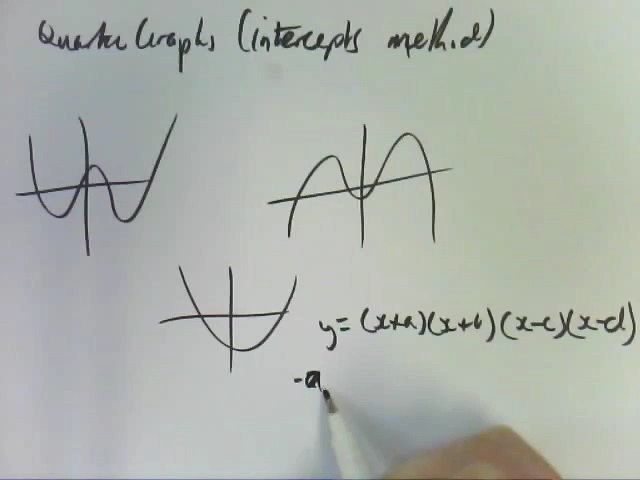 Quartic Graphs (intercepts method)
y = (x+a)(x+b)(x-c)(x-d)
-a